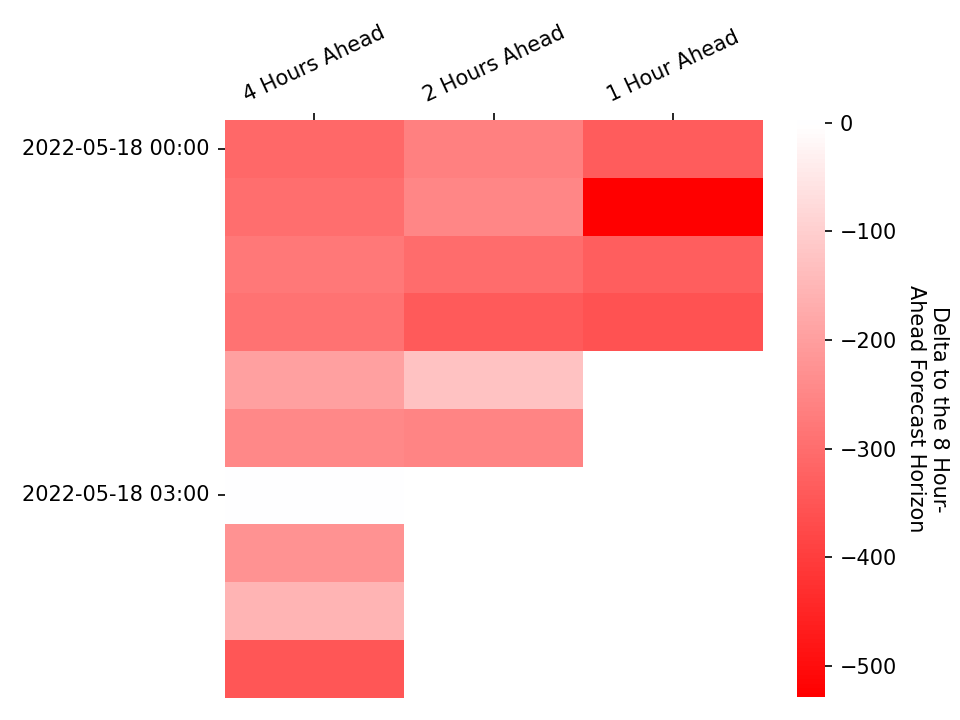 4 Hours Ahead
2 Hours Ahead
1 Hour Ahead
2022-05-18 00:00
2022-05-18 03:00
0
−100
−200
−300
−400
−500
Delta to the 8 Hour-
Ahead Forecast Horizon